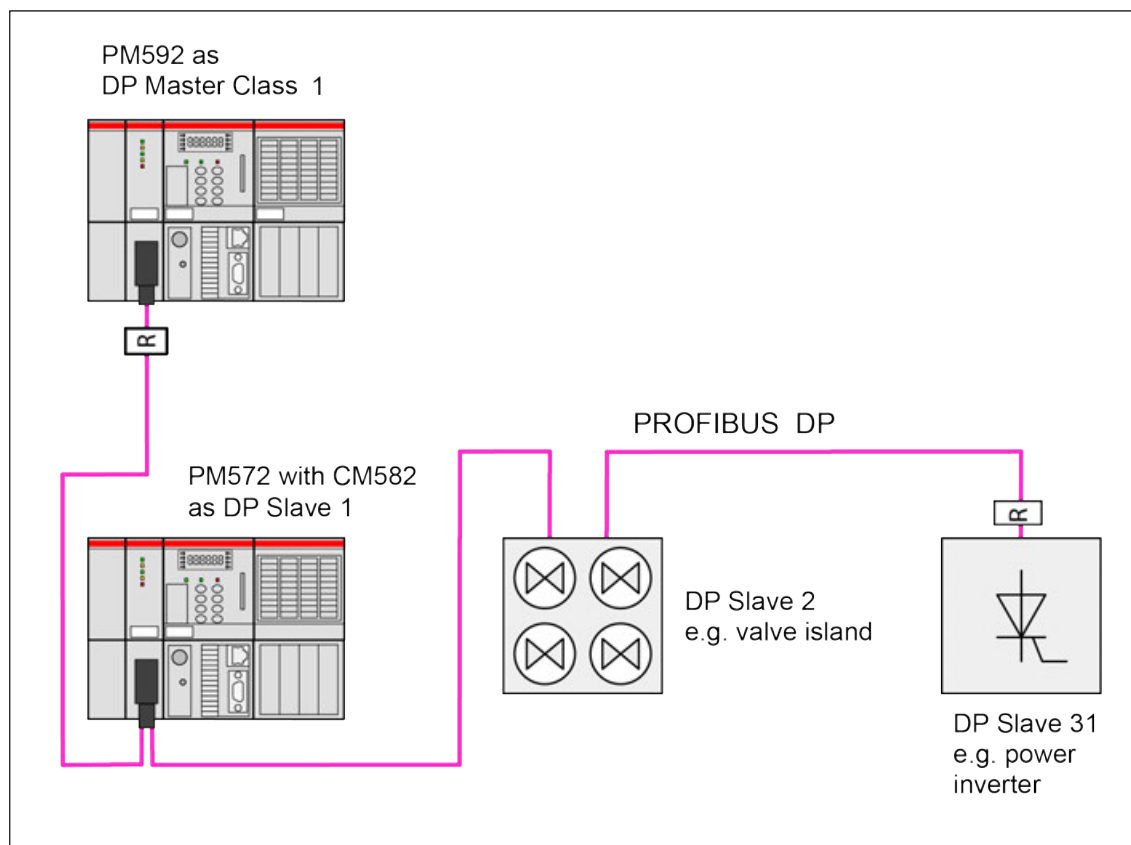 PM592 as
DP Master Class 1
R
PM572 with CM582
as DP Slave 1
PROFIBUS DP
R
DP Slave 2
e.g. valve island
DP Slave 31
e.g. power
inverter